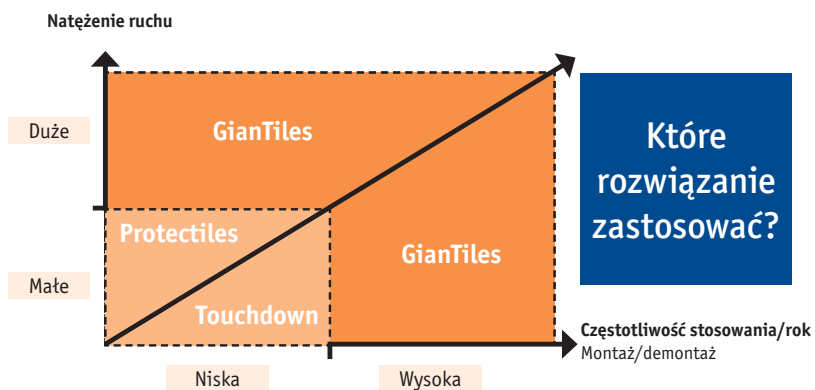 Natężenie ruchu
Duże
GianTiles
Które
rozwiązanie
zastosować?
Protectiles
GianTiles
Małe
Touchdown
Częstotliwość stosowania/rok
Montaż/demontaż
Niska
Wysoka